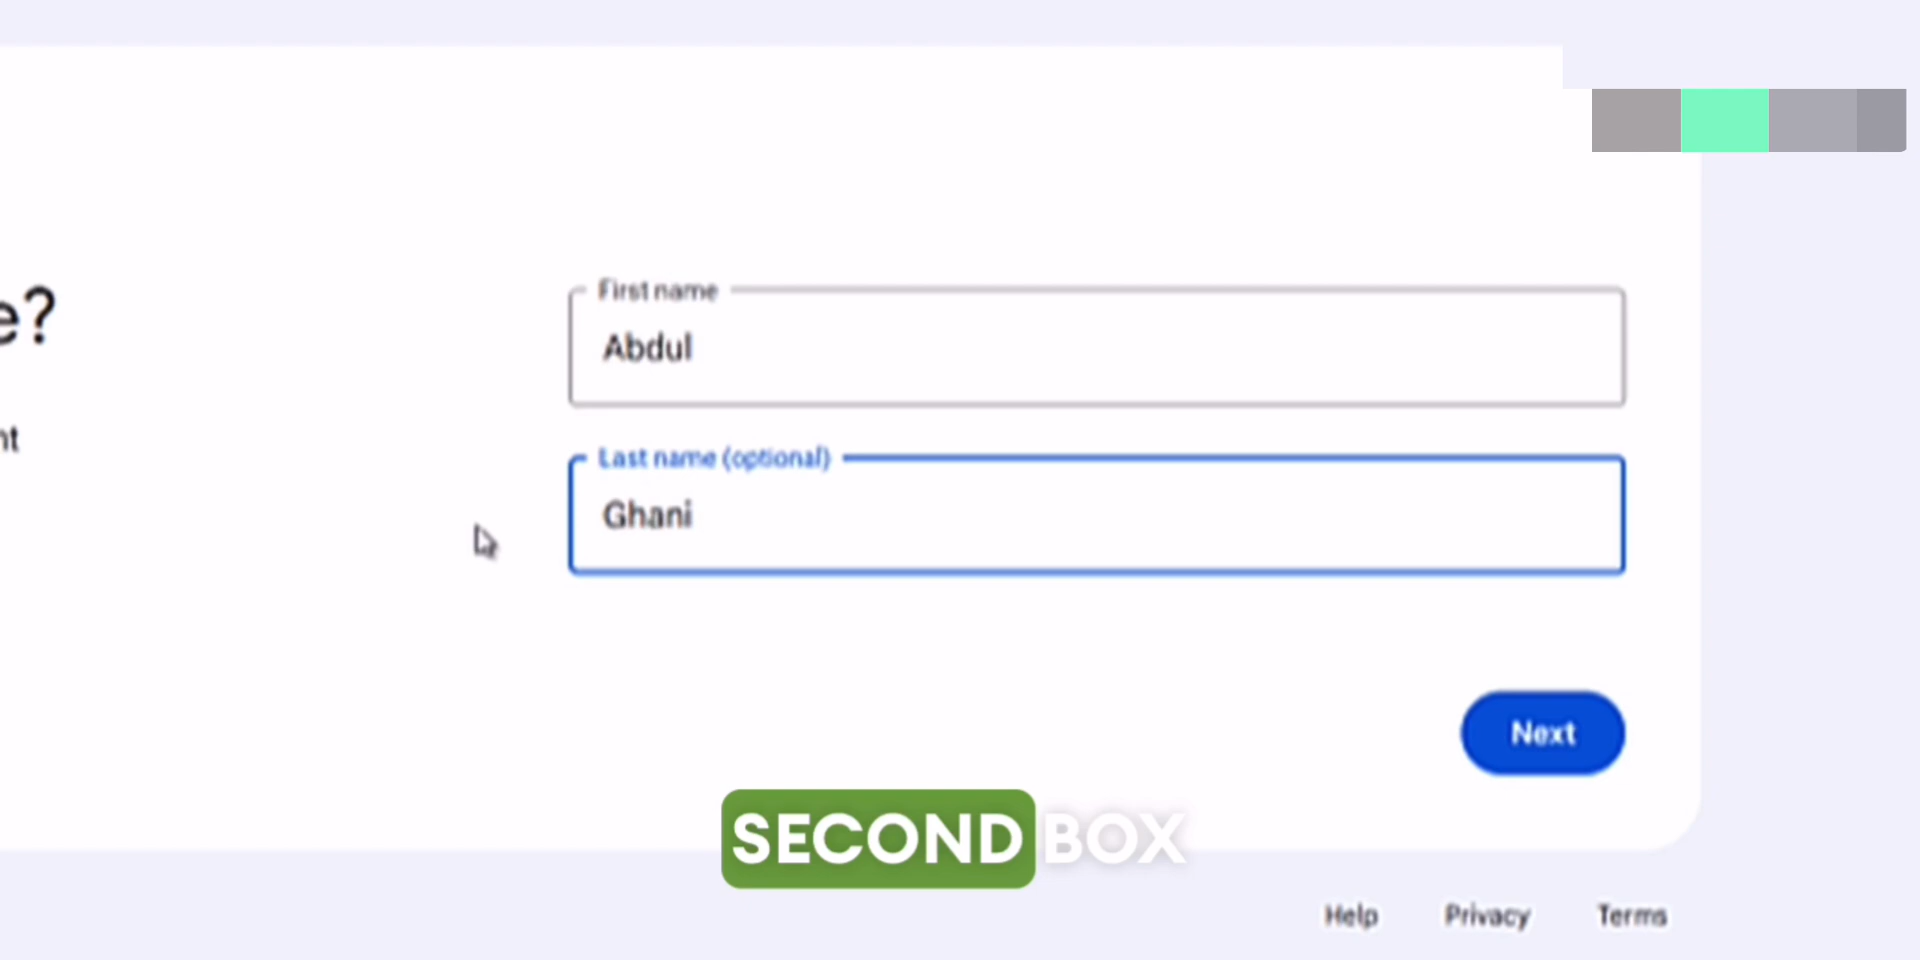 First name
e?
Abdul
nt
Last name (optional)
Ghani
Next
SECOND BOX
Help Privacy Terms